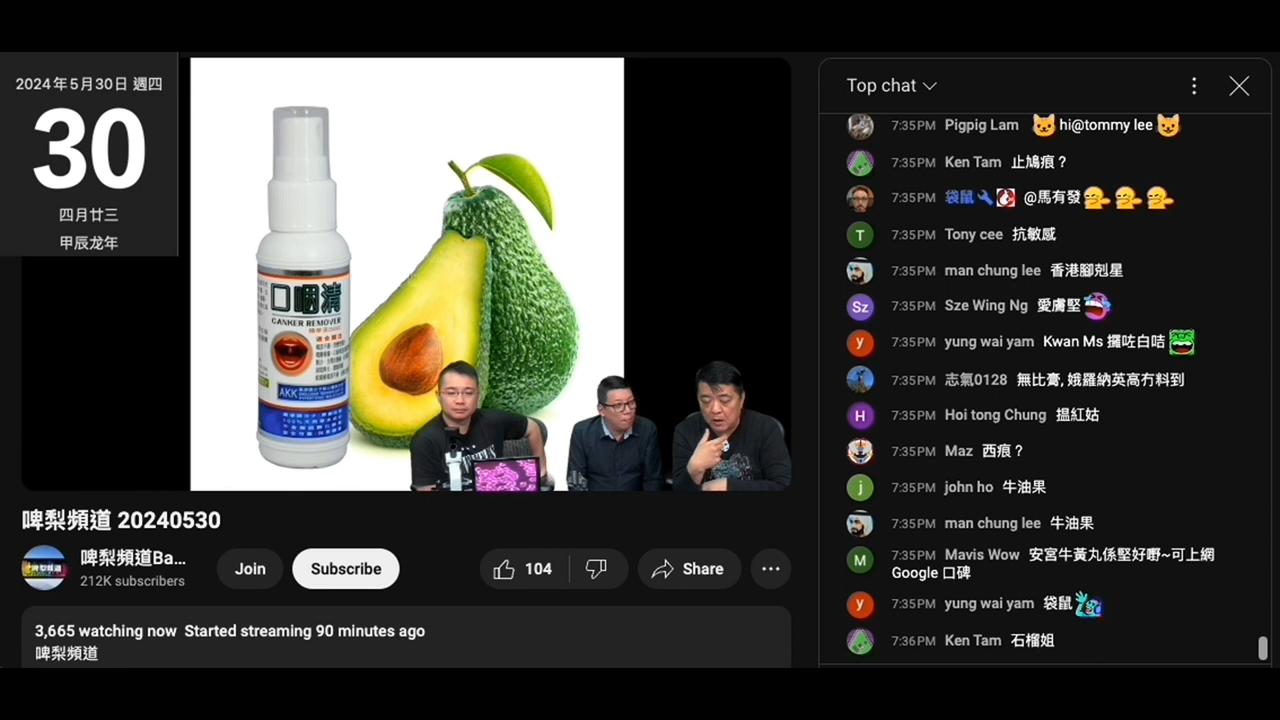 2024年5月30日 週四
30
四月廿三
甲辰龙年
口咽清
CANKER REMOVER
AKK
啤梨頻道 20240530
啤梨頻道Ba...
212K subscribers
Join
Subscribe
104
Share
3,665 watching now Started streaming 90 minutes ago
啤梨頻道
Top chat
7:35PM Pigpig Lam hi@tommy lee
7:35PM Ken Tam 止鳩痕？
7:35PM 袋鼠 @馬有發
T 7:35PM Tony cee 抗敏感
7:35PM man chung lee 香港腳剋星
Sz 7:35PM Sze Wing Ng 愛膚堅
y 7:35PM yung wai yam Kwan Ms 攞咗白咭
7:35PM 志氣0128 無比膏, 娥羅納英高冇料到
H 7:35PM Hoi tong Chung 搵紅姑
7:35PM Maz 西痕？
j 7:35PM john ho 牛油果
7:35PM man chung lee 牛油果
M 7:35PM Mavis Wow 安宮牛黃丸係堅好嘢~可上網
Google 口碑
y 7:35PM yung wai yam 袋鼠
7:36PM Ken Tam 石榴姐